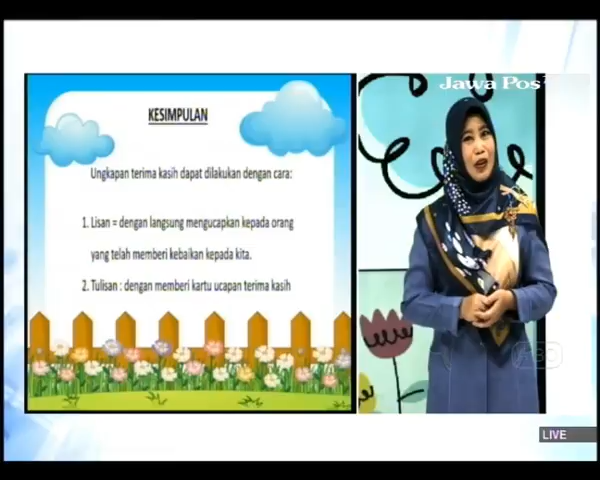 Jawa Pos
KESIMPULAN
Ungkapan terima kasih dapat dilakukan dengan cara:
1. Lisan = dengan langsung mengucapkan kepada orang
yang telah memberi kebaikan kepada kita.
2. Tulisan : dengan memberi kartu ucapan terima kasih
LIVE